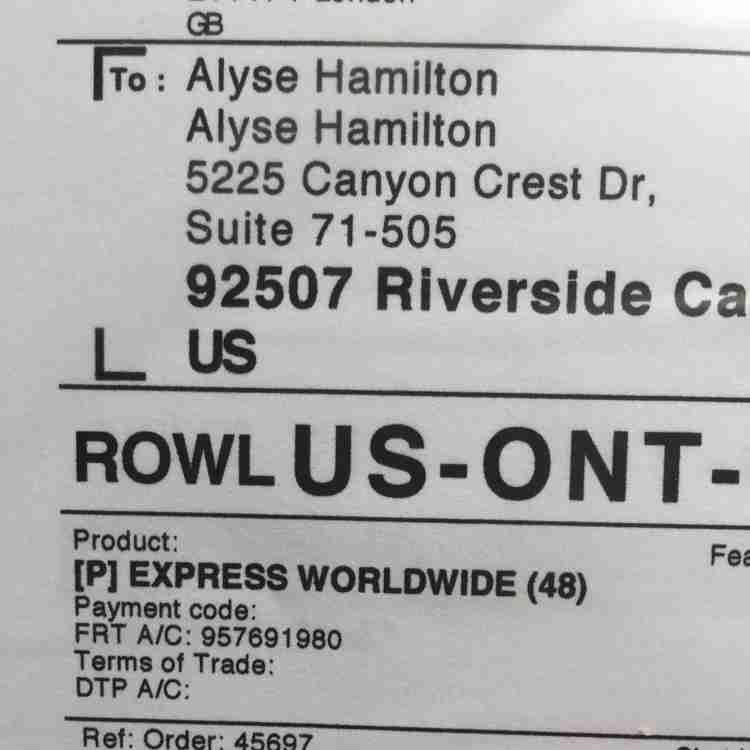 GB
To : Alyse Hamilton
Alyse Hamilton
5225 Canyon Crest Dr,
Suite 71-505
92507 Riverside Ca
US
ROWL US-ONT-
Product:
Fea
[P] EXPRESS WORLDWIDE (48)
Payment code:
FRT A/C: 957691980
Terms of Trade:
DTP A/C:
Ref: Order: 45697